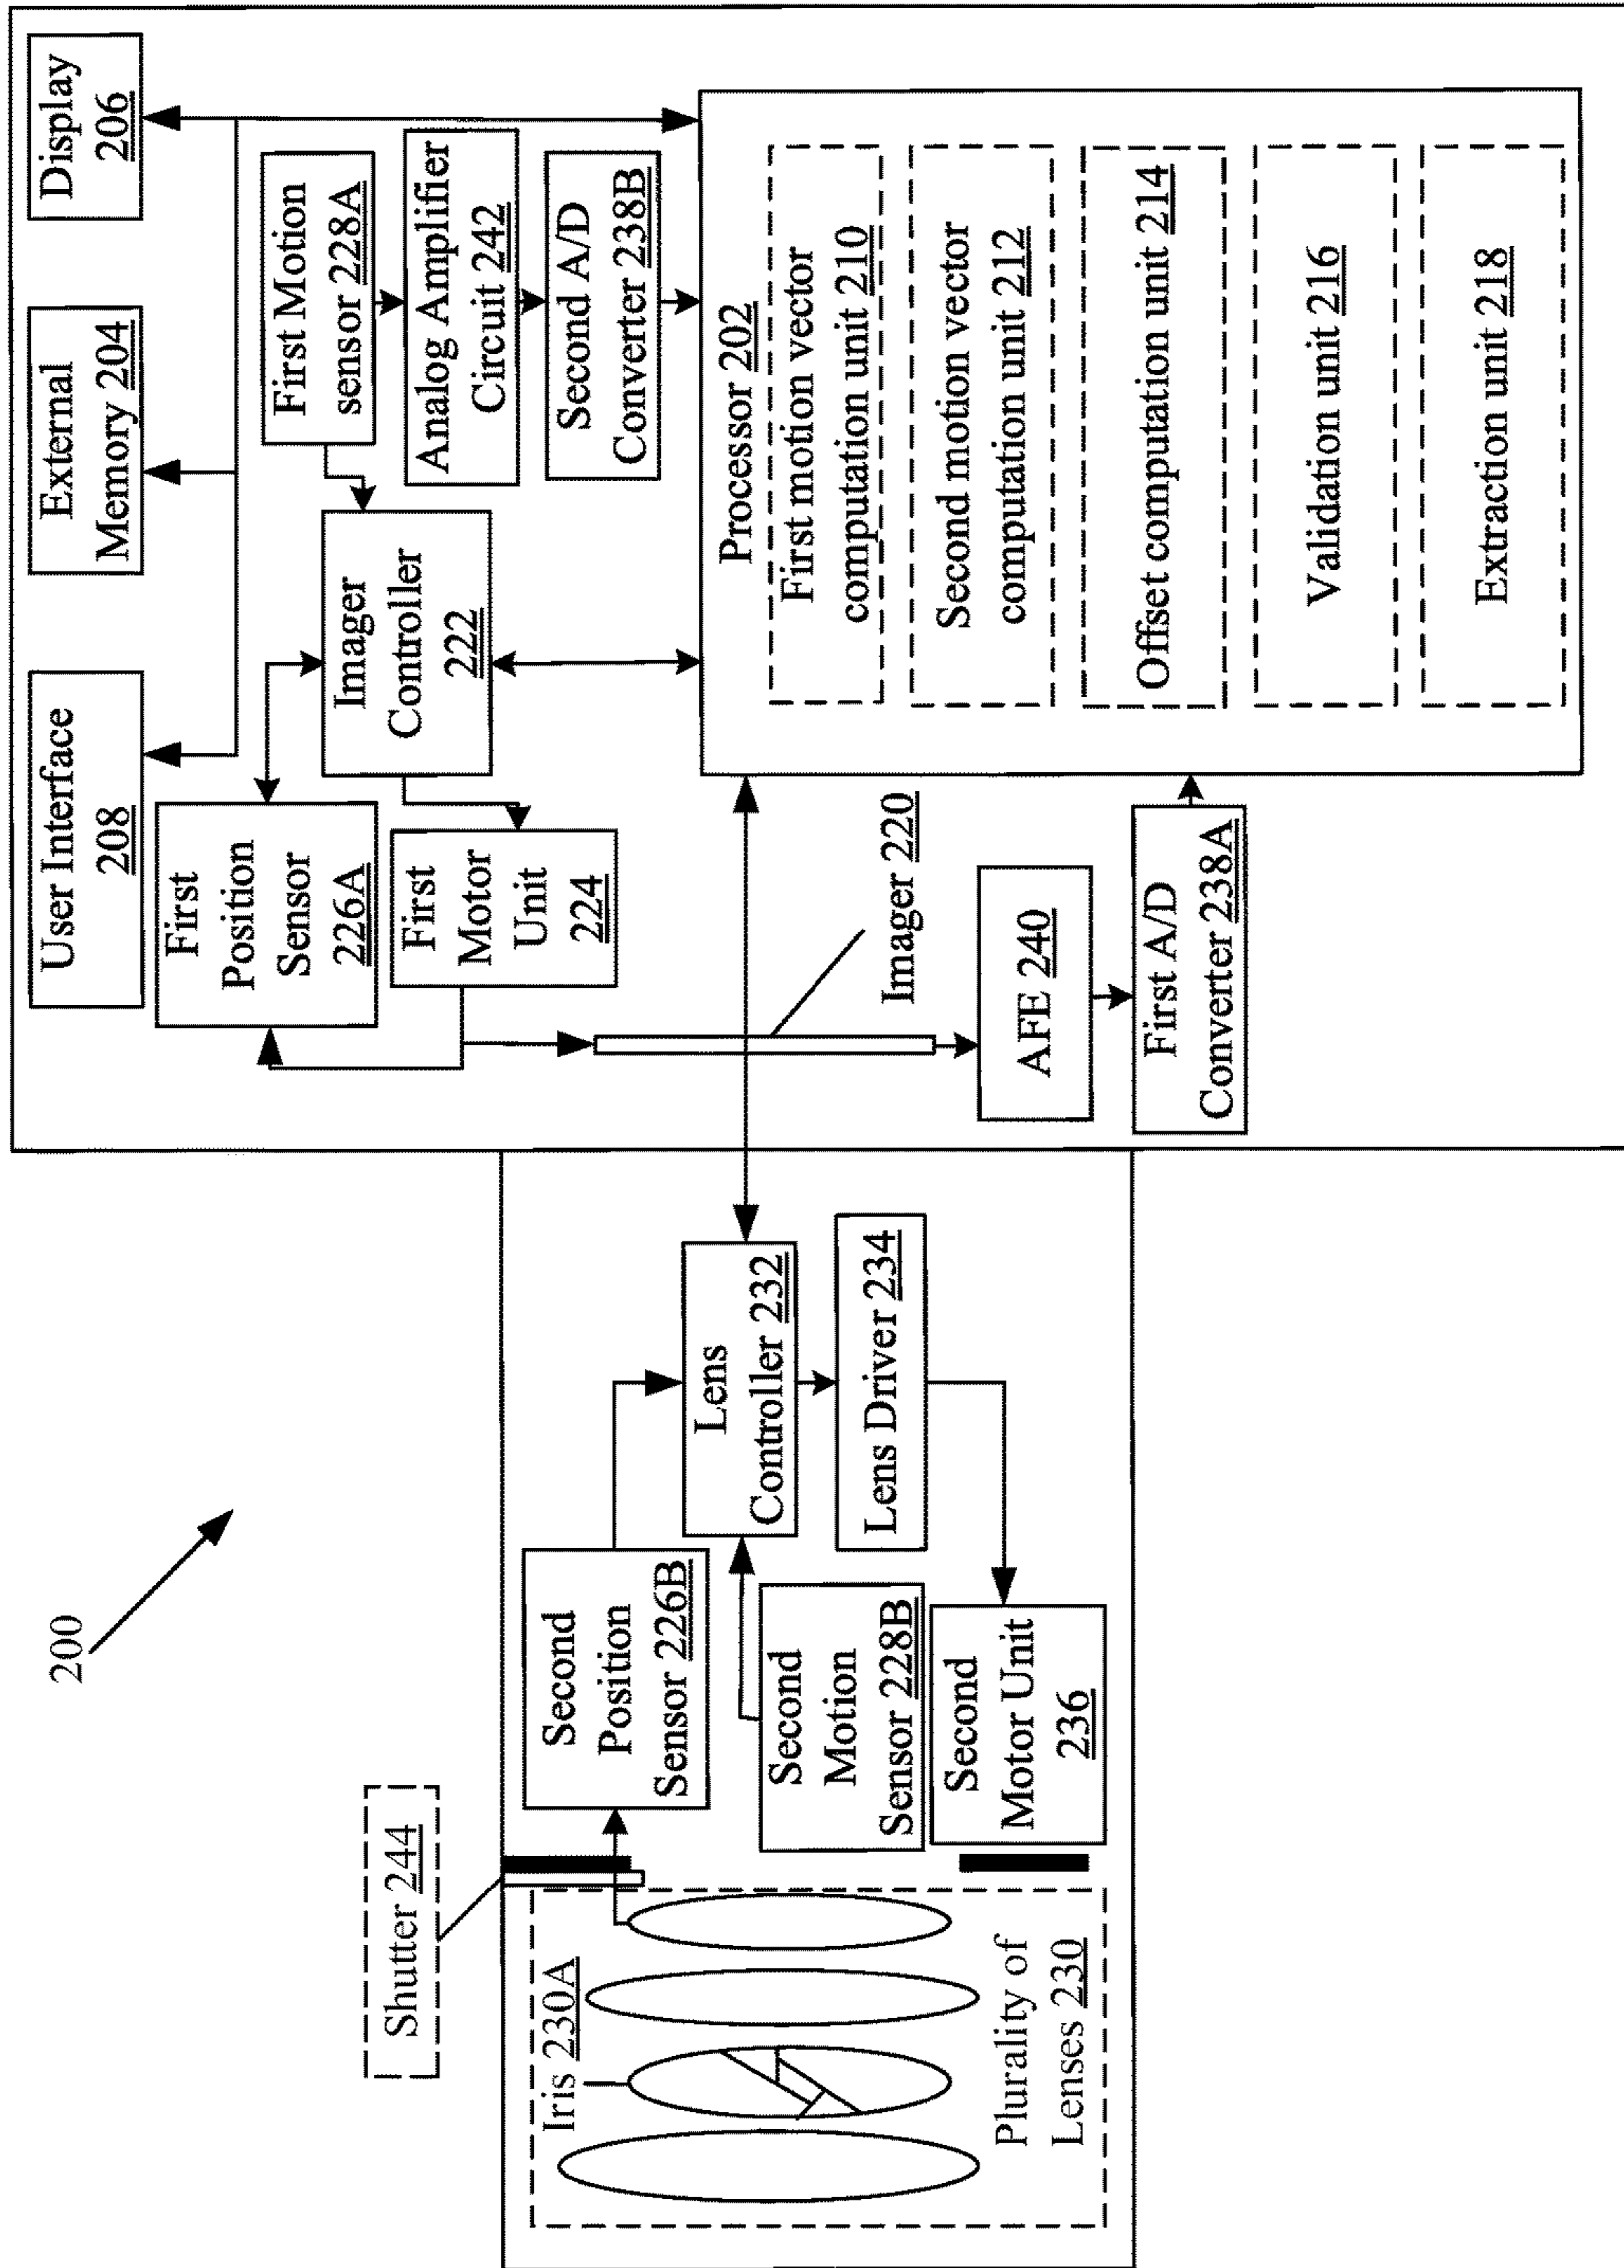 200
User Interface
208
External
Memory 204
Display
206
First
Position
Sensor
226A
First
Motor
Unit
224
Imager
Controller
222
First Motion
sensor 228A
Analog Amplifier
Circuit 242
Second A/D
Converter 238B
Imager 220
AFE 240
First A/D
Converter 238A
Processor 202
First motion vector
computation unit 210
Second motion vector
computation unit 212
Offset computation unit 214
Validation unit 216
Extraction unit 218
Shutter 244
Iris 230A
Plurality of
Lenses 230
Second
Position
Sensor 226B
Second
Motion
Sensor 228B
Second
Motor Unit
236
Lens
Controller 232
Lens Driver 234